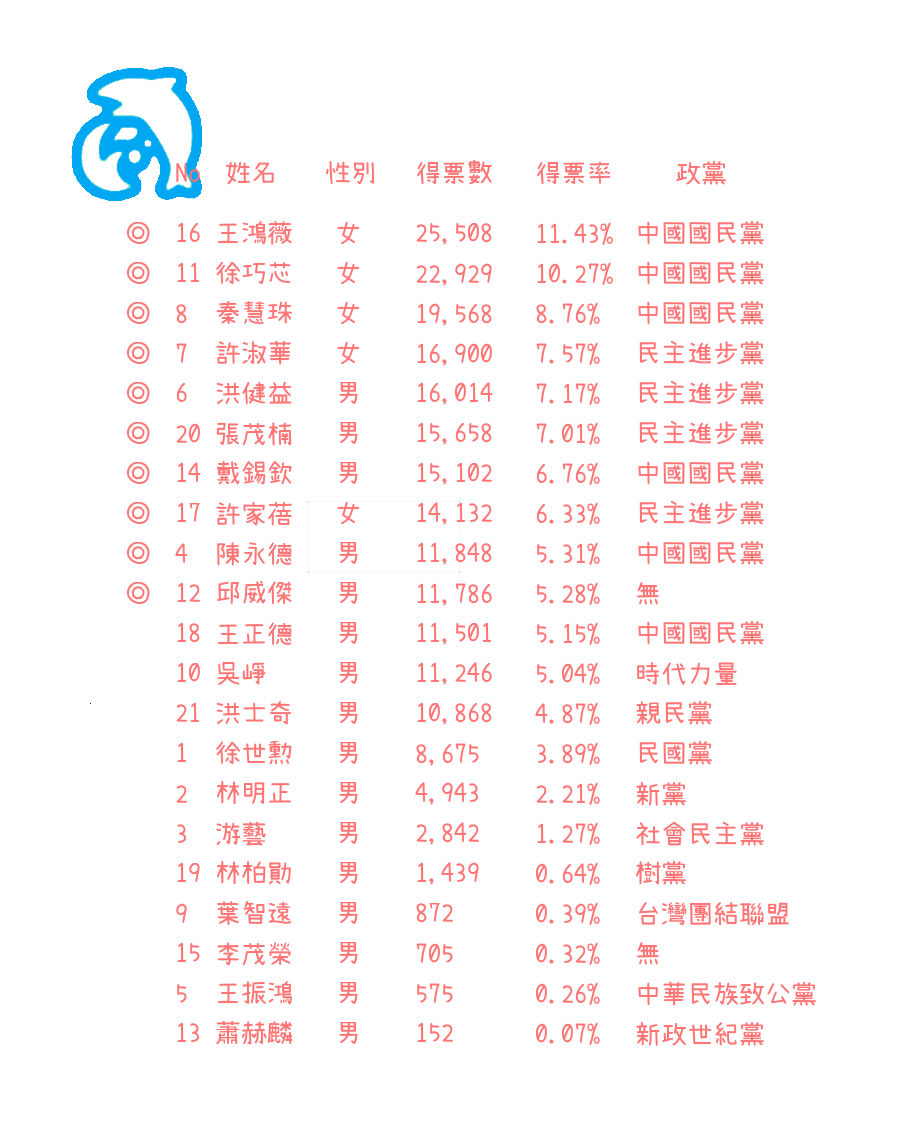 No 姓名 性別 得票數 得票率 政黨
◎ 16 王鴻薇 女 25,508 11.43% 中國國民黨
◎ 11 徐巧芯 女 22,929 10.27% 中國國民黨
◎ 8 秦慧珠 女 19,568 8.76% 中國國民黨
◎ 7 許淑華 女 16,900 7.57% 民主進步黨
◎ 6 洪健益 男 16,014 7.17% 民主進步黨
◎ 20 張茂楠 男 15,658 7.01% 民主進步黨
◎ 14 戴錫欽 男 15,102 6.76% 中國國民黨
◎ 17 許家蓓 女 14,132 6.33% 民主進步黨
◎ 4 陳永德 男 11,848 5.31% 中國國民黨
◎ 12 邱威傑 男 11,786 5.28% 無
18 王正德 男 11,501 5.15% 中國國民黨
10 吳崢 男 11,246 5.04% 時代力量
21 洪士奇 男 10,868 4.87% 親民黨
1 徐世勲 男 8,675 3.89% 民國黨
2 林明正 男 4,943 2.21% 新黨
3 游藝 男 2,842 1.27% 社會民主黨
19 林柏勛 男 1,439 0.64% 樹黨
9 葉智遠 男 872 0.39% 台灣團結聯盟
15 李茂榮 男 705 0.32% 無
5 王振鴻 男 575 0.26% 中華民族致公黨
13 蕭赫麟 男 152 0.07% 新政世紀黨